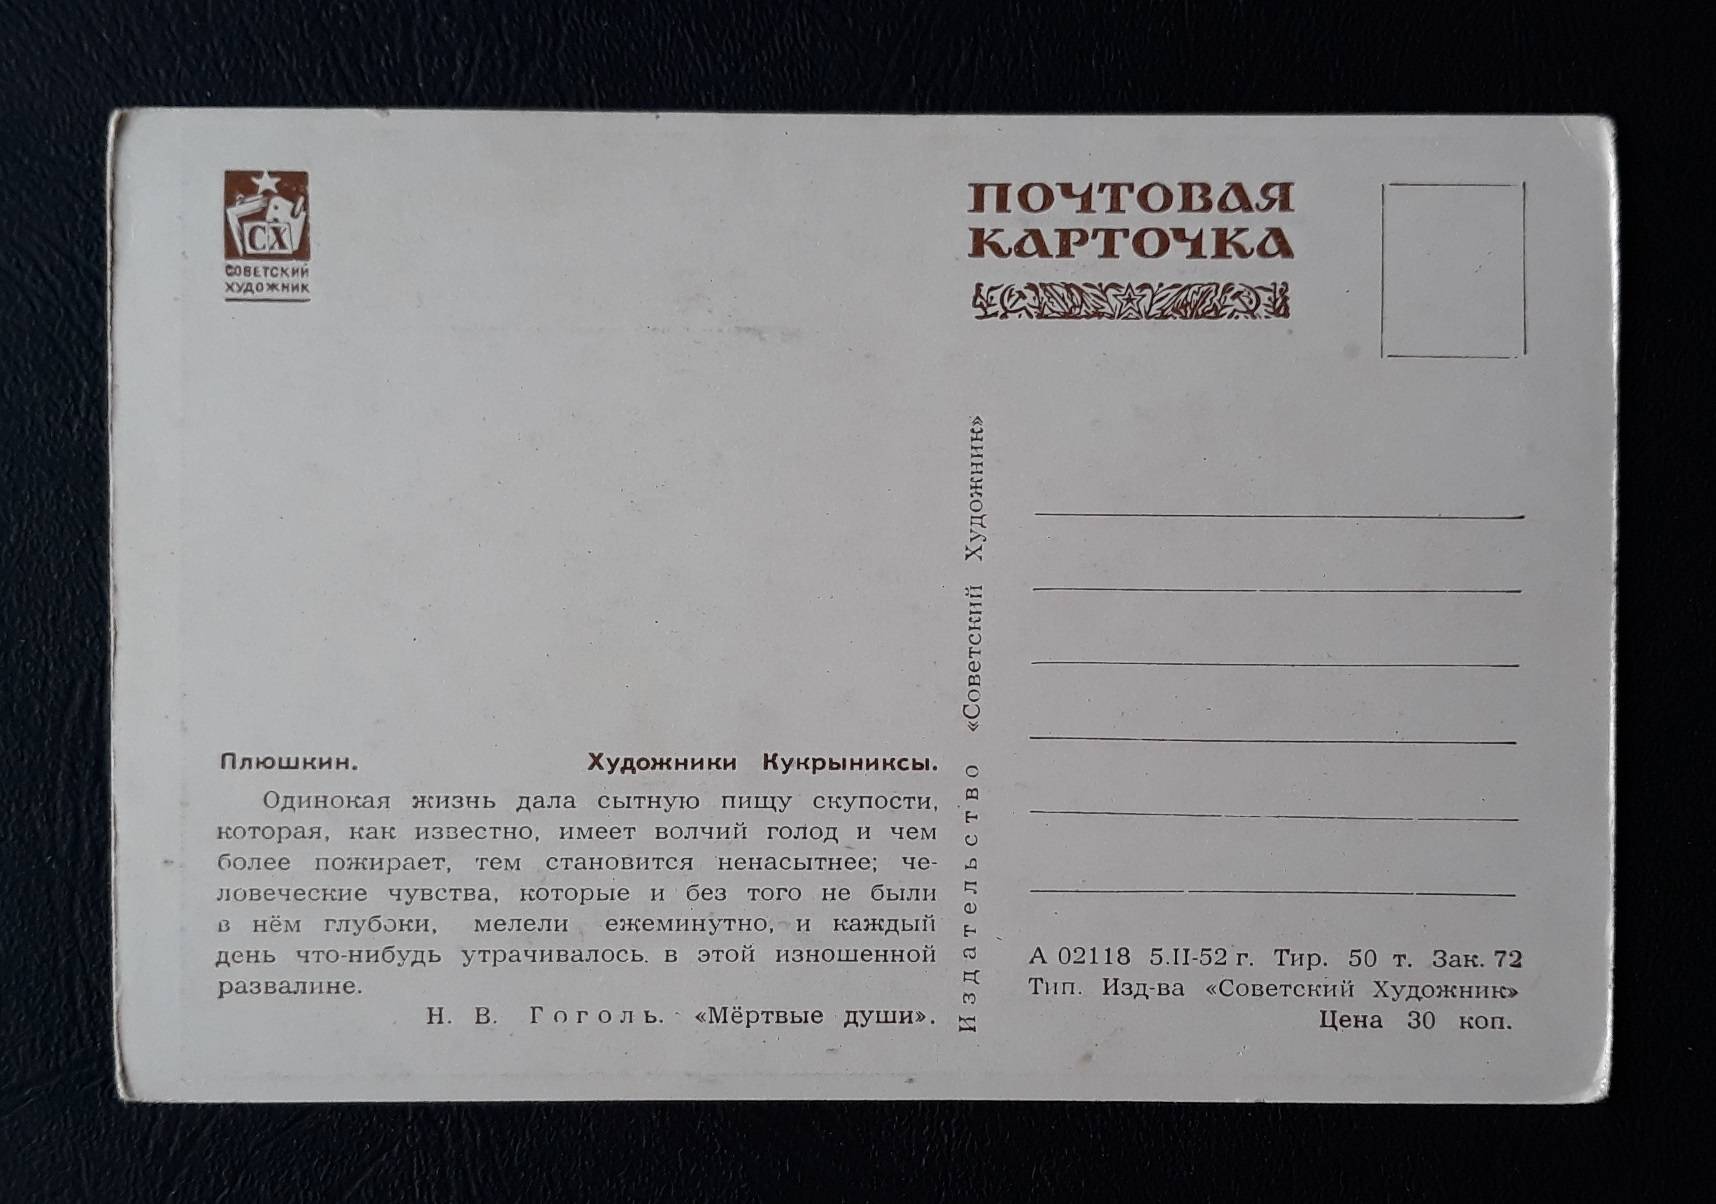 СХ
СОВЕТСКИЙ
ХУДОЖНИК
ПОЧТОВАЯ
КАРТОЧКА
Плюшкин. Художники Кукрыниксы.
Одинокая жизнь дала сытную пищу скупости,
которая, как известно, имеет волчий голод и чем
более пожирает, тем становится ненасытнее; че-
ловеческие чувства, которые и без того не были
в нём глубоки, мелели ежеминутно, и каждый
день что-нибудь утрачивалось в этой изношенной
развалине.
Н. В. Гоголь. «Мёртвые души».
Издательство «Советский Художник»
А 02118 5.II-52 г. Тир. 50 т. Зак. 72
Тип. Изд-ва «Советский Художник»
Цена 30 коп.